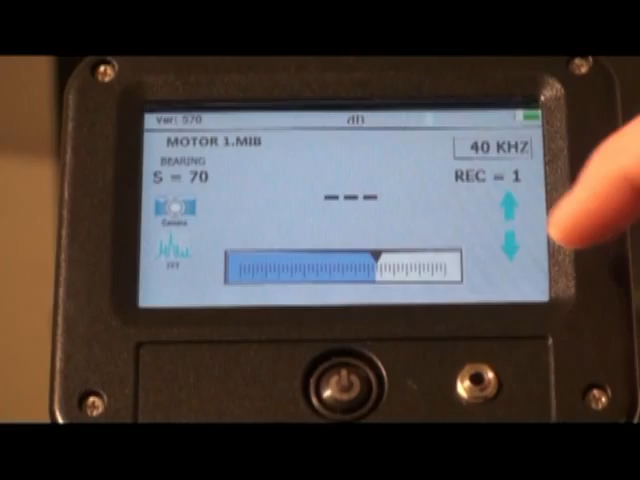 Ver: 570 dB
MOTOR 1.MIB
40 KHZ
BEARING
S = 70
REC = 1
---
Camera
FFT